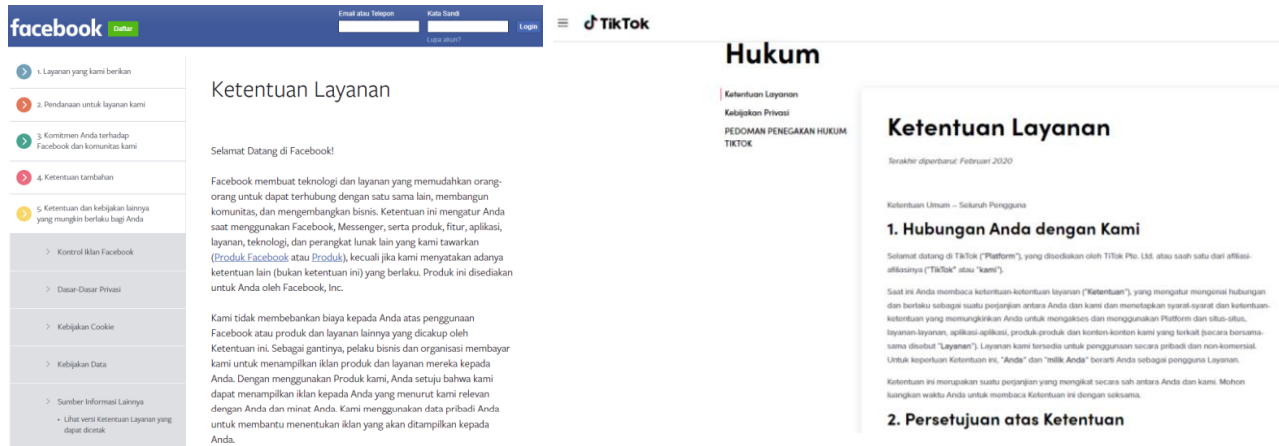 facebook
Daftar
Email atau Telepon
Kata Sandi
Login
Lupa akun?
1. Layanan yang kami berikan
2. Pendanaan untuk layanan kami
3. Komitmen Anda terhadap
Facebook dan komunitas kami
4. Ketentuan tambahan
5. Ketentuan dan kebijakan lainnya
yang mungkin berlaku bagi Anda
Kontrol Iklan Facebook
Dasar-Dasar Privasi
Kebijakan Cookie
Kebijakan Data
Sumber Informasi Lainnya
• Lihat versi Ketentuan Layanan yang
dapat dicetak
Ketentuan Layanan
Selamat Datang di Facebook!
Facebook membuat teknologi dan layanan yang memudahkan orang-
orang untuk dapat terhubung dengan satu sama lain, membangun
komunitas, dan mengembangkan bisnis. Ketentuan ini mengatur Anda
saat menggunakan Facebook, Messenger, serta produk, fitur, aplikasi,
layanan, teknologi, dan perangkat lunak lain yang kami tawarkan
(Produk Facebook atau Produk), kecuali jika kami menyatakan adanya
ketentuan lain (bukan ketentuan ini) yang berlaku. Produk ini disediakan
untuk Anda oleh Facebook, Inc.
Kami tidak membebankan biaya kepada Anda atas penggunaan
Facebook atau produk dan layanan lainnya yang dicakup oleh
Ketentuan ini. Sebagai gantinya, pelaku bisnis dan organisasi membayar
kami untuk menampilkan iklan produk dan layanan mereka kepada
Anda. Dengan menggunakan Produk kami, Anda setuju bahwa kami
dapat menampilkan iklan kepada Anda yang menurut kami relevan
dengan Anda dan minat Anda. Kami menggunakan data pribadi Anda
untuk membantu menentukan iklan yang akan ditampilkan kepada
Anda.
TikTok
Hukum
Ketentuan Layanan
Kebijakan Privasi
PEDOMAN PENEGAKAN HUKUM
TIKTOK
Ketentuan Layanan
Terakhir diperbarui: Februari 2020
Ketentuan Umum – Seluruh Pengguna
1. Hubungan Anda dengan Kami
Selamat datang di TikTok ("Platform"), yang disediakan oleh TiTok Pte. Ltd. atau saah satu dari afiliasi-
afiliasinya ("TikTok" atau "kami").
Saat ini Anda membaca ketentuan-ketentuan layanan ("Ketentuan"), yang mengatur mengenai hubungan
dan berlaku sebagai suatu perjanjian antara Anda dan kami dan menetapkan syarat-syarat dan ketentuan-
ketentuan yang memungkinkan Anda untuk mengakses dan menggunakan Platform dan situs-situs,
layanan-layanan, aplikasi-aplikasi, produk-produk dan konten-konten kami yang terkait (secara bersama-
sama disebut "Layanan"). Layanan kami tersedia untuk penggunaan secara pribadi dan non-komersial.
Untuk keperluan Ketentuan ini, "Anda" dan "milik Anda" berarti Anda sebagai pengguna Layanan.
Ketentuan ini merupakan suatu perjanjian yang mengikat secara sah antara Anda dan kami. Mohon
luangkan waktu Anda untuk membaca Ketentuan ini dengan seksama.
2. Persetujuan atas Ketentuan